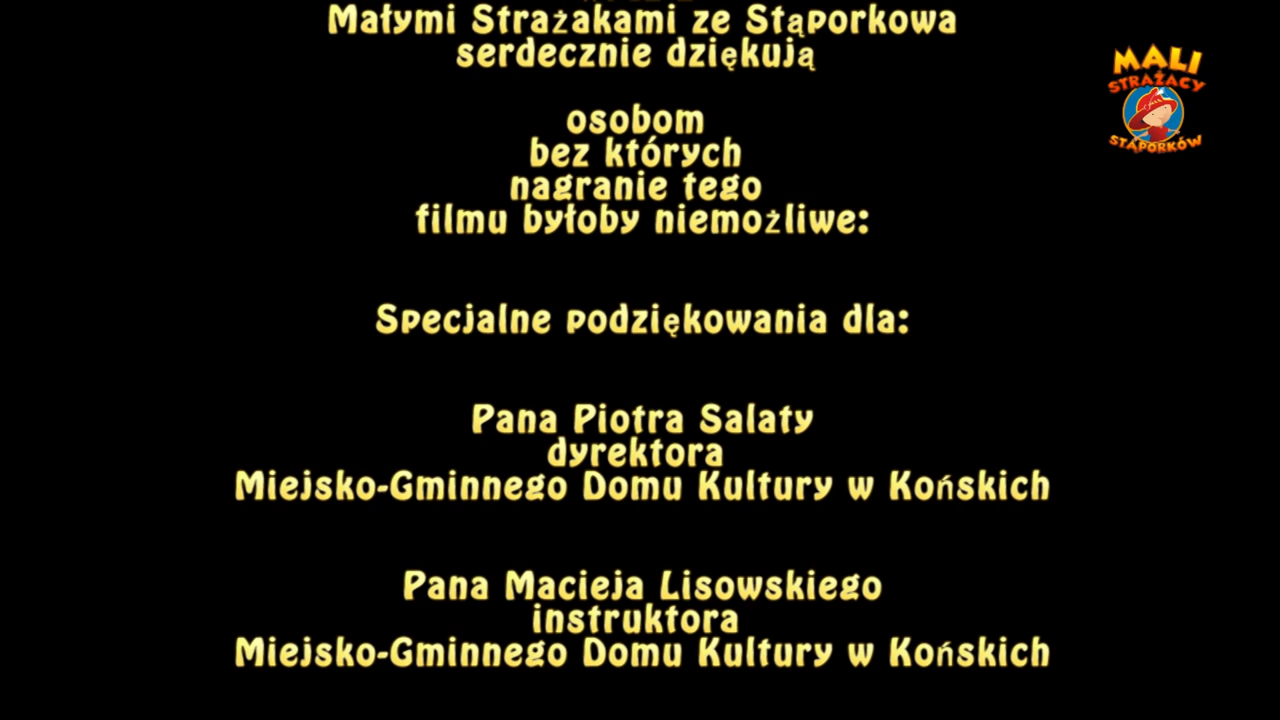 Małymi Strażakami ze Stąporkowa
serdecznie dziękują
osobom
bez których
nagranie tego
filmu byłoby niemożliwe:
Specjalne podziękowania dla:
Pana Piotra Salaty
dyrektora
Miejsko-Gminnego Domu Kultury w Końskich
Pana Macieja Lisowskiego
instruktora
Miejsko-Gminnego Domu Kultury w Końskich
MALI
STRAŻACY
STĄPORKÓW